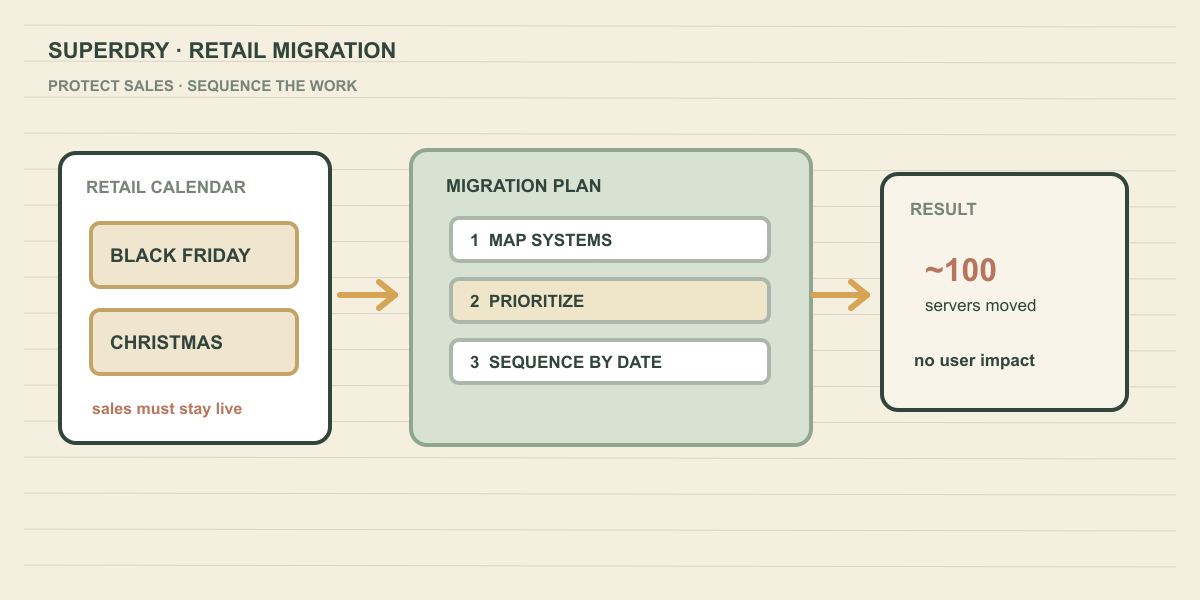 SUPERDRY · RETAIL MIGRATION
PROTECT SALES · SEQUENCE THE WORK
RETAIL CALENDAR
BLACK FRIDAY
CHRISTMAS
sales must stay live
MIGRATION PLAN
1 MAP SYSTEMS
2 PRIORITIZE
3 SEQUENCE BY DATE
RESULT
~100
servers moved
no user impact